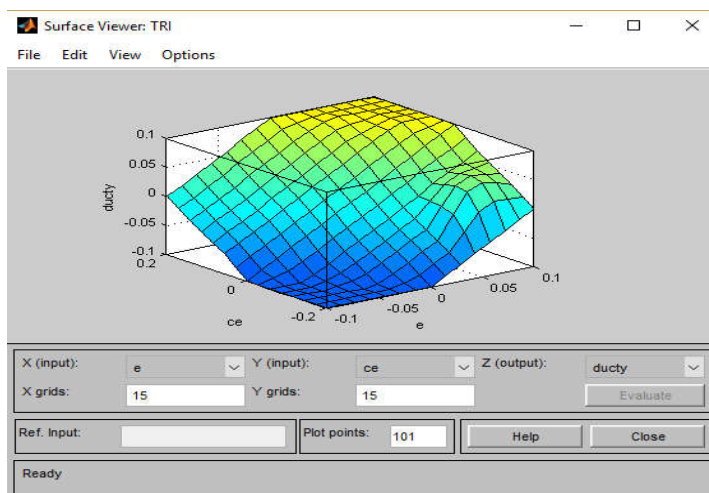 Surface Viewer: TRI
File Edit View Options
0.1
0.05
0
-0.05
-0.1
ducty
0.2
0
-0.2
ce
-0.1
-0.05
0
0.05
0.1
e
X (input): e Y (input): ce Z (output): ducty
X grids: 15 Y grids: 15 Evaluate
Ref. Input: Plot points: 101 Help Close
Ready